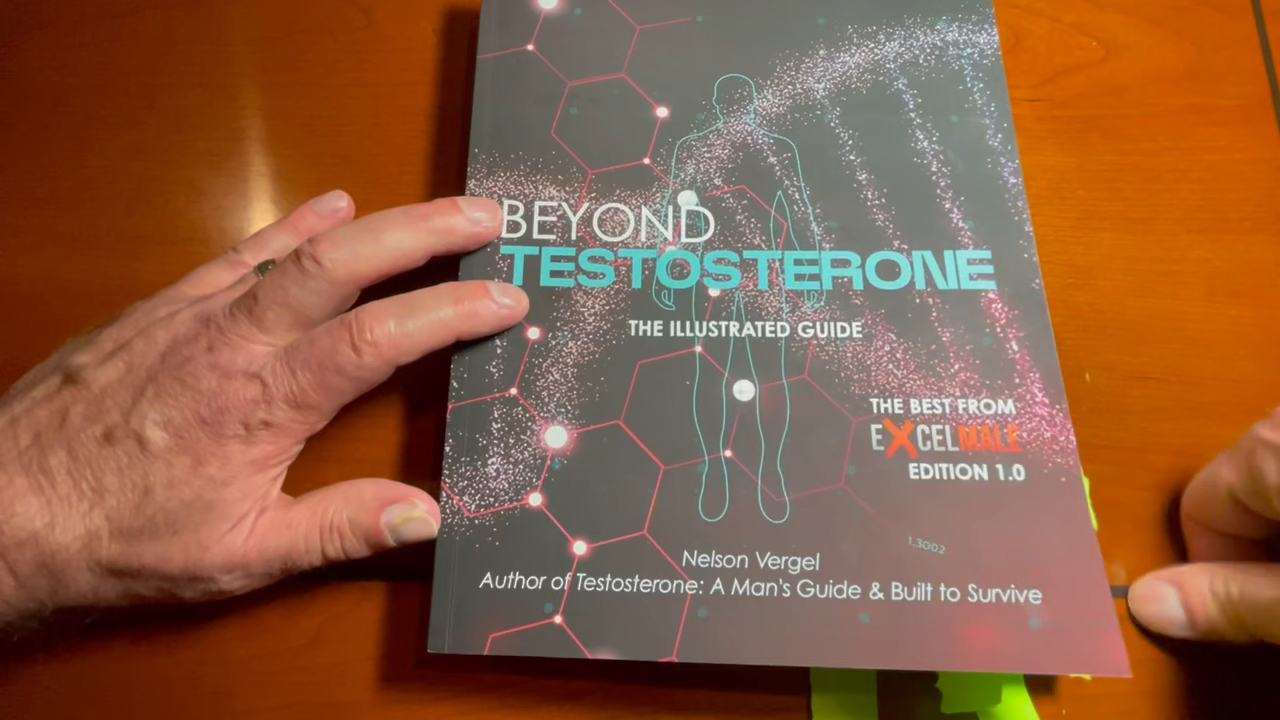 BEYOND
TESTOSTERONE
THE ILLUSTRATED GUIDE
THE BEST FROM
EXCELMALE
EDITION 1.0
1,3002
Nelson Vergel
Author of Testosterone: A Man's Guide & Built to Survive